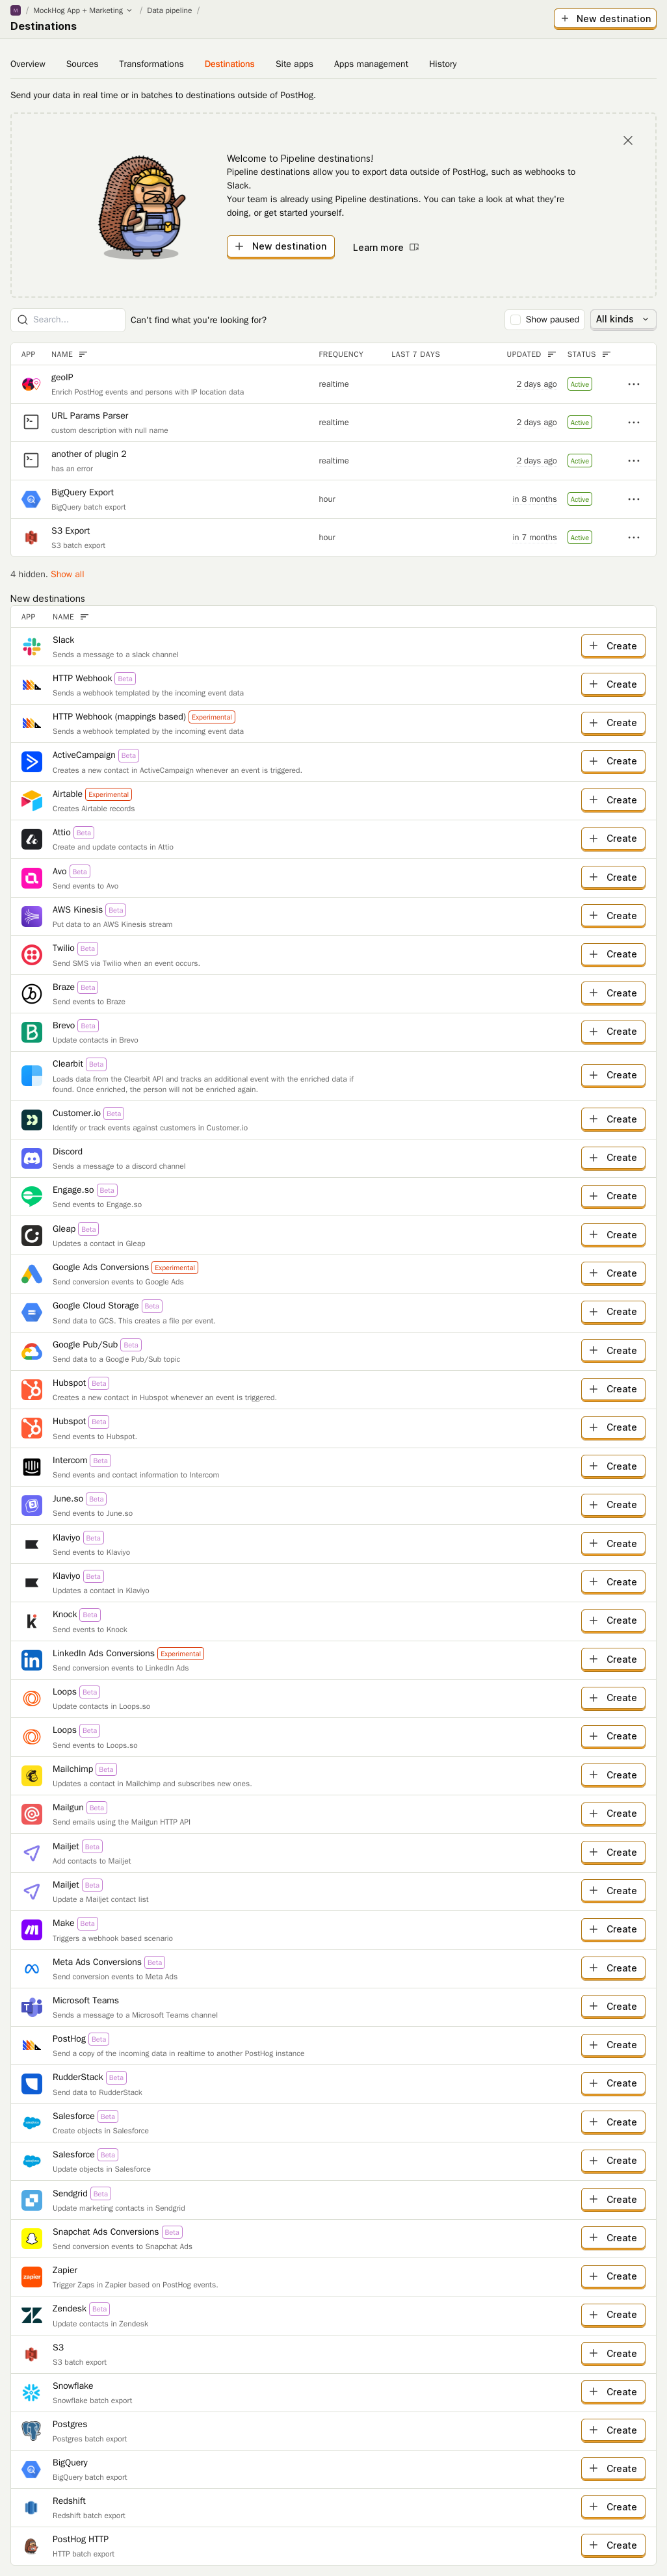 / MockHog App + Marketing / Data pipeline /
Destinations
New destination
Overview Sources Transformations Destinations Site apps Apps management History
Send your data in real time or in batches to destinations outside of PostHog.
Welcome to Pipeline destinations!
Pipeline destinations allow you to export data outside of PostHog, such as webhooks to
Slack.
Your team is already using Pipeline destinations. You can take a look at what they're
doing, or get started yourself.
New destination Learn more
Search... Can't find what you're looking for? Show paused All kinds
APP NAME FREQUENCY LAST 7 DAYS UPDATED STATUS
geoIP
Enrich PostHog events and persons with IP location data
realtime 2 days ago Active
URL Params Parser
custom description with null name
realtime 2 days ago Active
another of plugin 2
has an error
realtime 2 days ago Active
BigQuery Export
BigQuery batch export
hour in 8 months Active
S3 Export
S3 batch export
hour in 7 months Active
4 hidden. Show all
New destinations
APP NAME
Slack
Sends a message to a slack channel
Create
HTTP Webhook Beta
Sends a webhook templated by the incoming event data
Create
HTTP Webhook (mappings based) Experimental
Sends a webhook templated by the incoming event data
Create
ActiveCampaign Beta
Creates a new contact in ActiveCampaign whenever an event is triggered.
Create
Airtable Experimental
Creates Airtable records
Create
Attio Beta
Create and update contacts in Attio
Create
Avo Beta
Send events to Avo
Create
AWS Kinesis Beta
Put data to an AWS Kinesis stream
Create
Twilio Beta
Send SMS via Twilio when an event occurs.
Create
Braze Beta
Send events to Braze
Create
Brevo Beta
Update contacts in Brevo
Create
Clearbit Beta
Loads data from the Clearbit API and tracks an additional event with the enriched data if
found. Once enriched, the person will not be enriched again.
Create
Customer.io Beta
Identify or track events against customers in Customer.io
Create
Discord
Sends a message to a discord channel
Create
Engage.so Beta
Send events to Engage.so
Create
Gleap Beta
Updates a contact in Gleap
Create
Google Ads Conversions Experimental
Send conversion events to Google Ads
Create
Google Cloud Storage Beta
Send data to GCS. This creates a file per event.
Create
Google Pub/Sub Beta
Send data to a Google Pub/Sub topic
Create
Hubspot Beta
Creates a new contact in Hubspot whenever an event is triggered.
Create
Hubspot Beta
Send events to Hubspot.
Create
Intercom Beta
Send events and contact information to Intercom
Create
June.so Beta
Send events to June.so
Create
Klaviyo Beta
Send events to Klaviyo
Create
Klaviyo Beta
Updates a contact in Klaviyo
Create
Knock Beta
Send events to Knock
Create
LinkedIn Ads Conversions Experimental
Send conversion events to LinkedIn Ads
Create
Loops Beta
Update contacts in Loops.so
Create
Loops Beta
Send events to Loops.so
Create
Mailchimp Beta
Updates a contact in Mailchimp and subscribes new ones.
Create
Mailgun Beta
Send emails using the Mailgun HTTP API
Create
Mailjet Beta
Add contacts to Mailjet
Create
Mailjet Beta
Update a Mailjet contact list
Create
Make Beta
Triggers a webhook based scenario
Create
Meta Ads Conversions Beta
Send conversion events to Meta Ads
Create
Microsoft Teams
Sends a message to a Microsoft Teams channel
Create
PostHog Beta
Send a copy of the incoming data in realtime to another PostHog instance
Create
RudderStack Beta
Send data to RudderStack
Create
Salesforce Beta
Create objects in Salesforce
Create
Salesforce Beta
Update objects in Salesforce
Create
Sendgrid Beta
Update marketing contacts in Sendgrid
Create
Snapchat Ads Conversions Beta
Send conversion events to Snapchat Ads
Create
Zapier
Trigger Zaps in Zapier based on PostHog events.
Create
Zendesk Beta
Update contacts in Zendesk
Create
S3
S3 batch export
Create
Snowflake
Snowflake batch export
Create
Postgres
Postgres batch export
Create
BigQuery
BigQuery batch export
Create
Redshift
Redshift batch export
Create
PostHog HTTP
HTTP batch export
Create